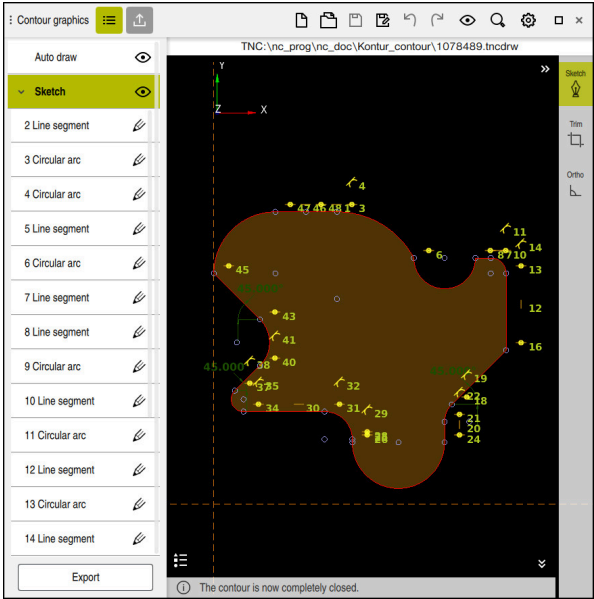 Contour graphics
TNC:\nc_prog\nc_doc\Kontur_contour\1078489.tncdrw
Auto draw
Sketch
2 Line segment
3 Circular arc
4 Circular arc
5 Line segment
6 Circular arc
7 Line segment
8 Line segment
9 Circular arc
10 Line segment
11 Circular arc
12 Line segment
13 Circular arc
14 Line segment
Export
Y
Z
X
4
47 46 48 1 3
11
14
6
8 7 10
13
45
12
43
16
41
45.000
38
40
19
37 35
32
22
18
34
30
31
29
21
20
24
Sketch
Trim
Ortho
The contour is now completely closed.